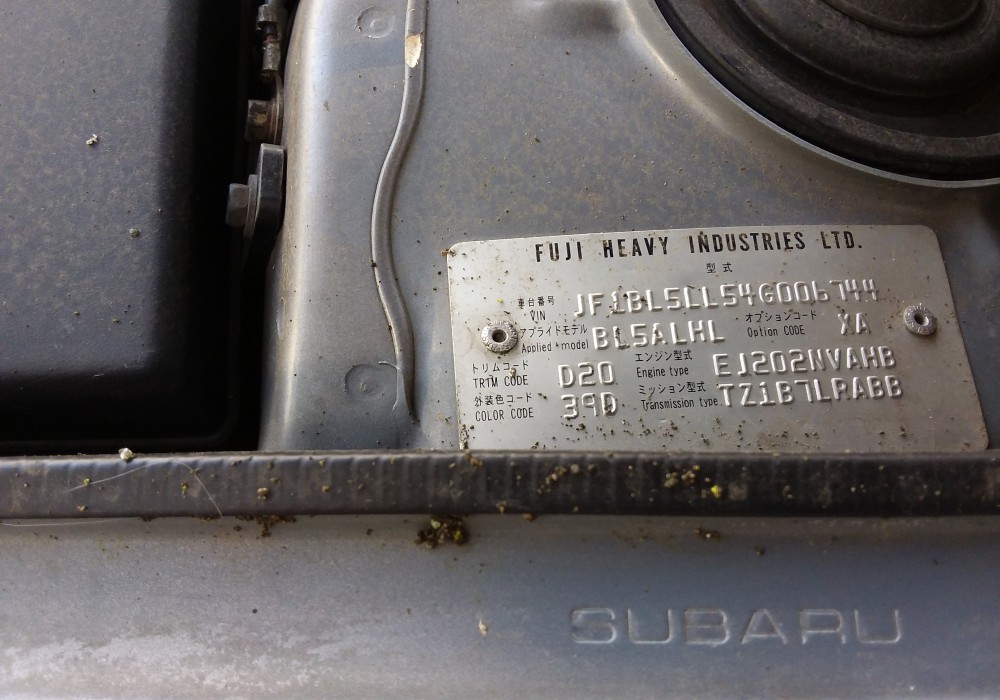 FUJI HEAVY INDUSTRIES LTD.
型式
車台番号 VIN JF1BL5LL54G006744
アプライドモデル Applied model BL5ALHL オプションコード Option CODE XA
トリムコード TRIM CODE D20 エンジン型式 Engine type EJ202NVAHB
外装色コード COLOR CODE 39D ミッション型式 Transmission type TZ1B7LRABB
SUBARU